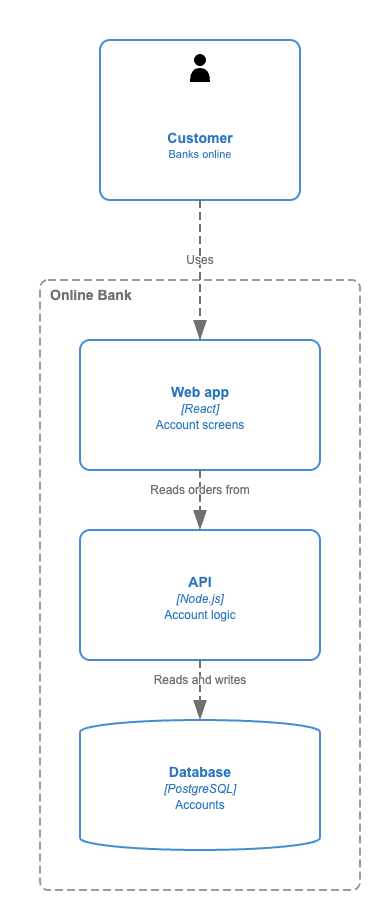 Customer
Banks online
Uses
Online Bank
Web app
[React]
Account screens
Reads orders from
API
[Node.js]
Account logic
Reads and writes
Database
[PostgreSQL]
Accounts